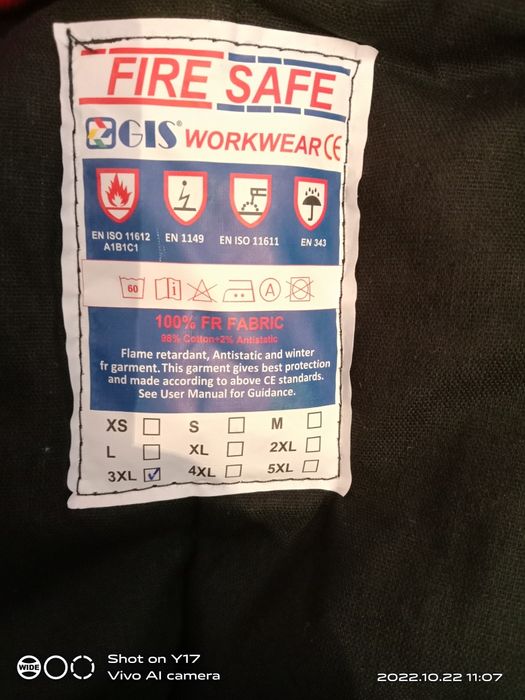 FIRE SAFE
GIS® WORKWEAR CE
EN ISO 11612
A1B1C1
EN 1149
EN ISO 11611
EN 343
60
i
A
100% FR FABRIC
98% Cotton+2% Antistatic
Flame retardant, Antistatic and winter
fr garment. This garment gives best protection
and made according to above CE standards.
See User Manual for Guidance.
XS S M
L XL 2XL
3XL 4XL 5XL
WIDE
Shot on Y17
Vivo AI camera
2022.10.22 11:07